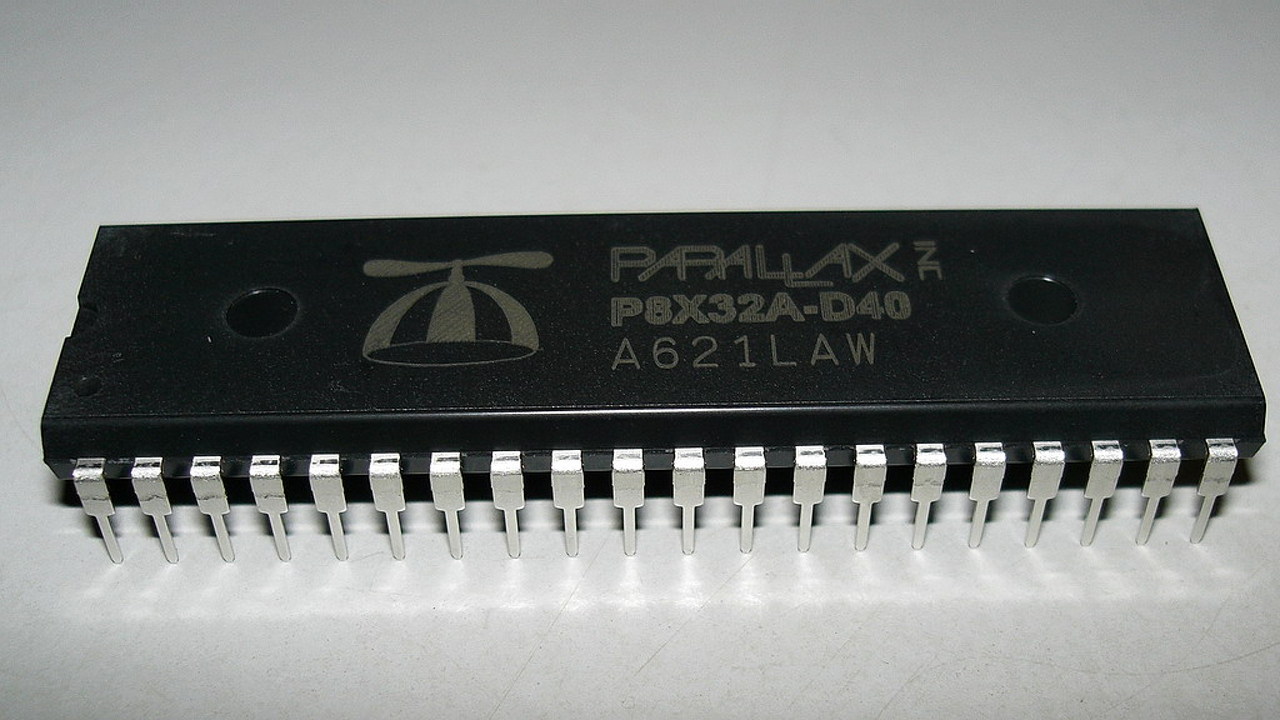 PARALLAX INC
P8X32A-D40
A621LAW